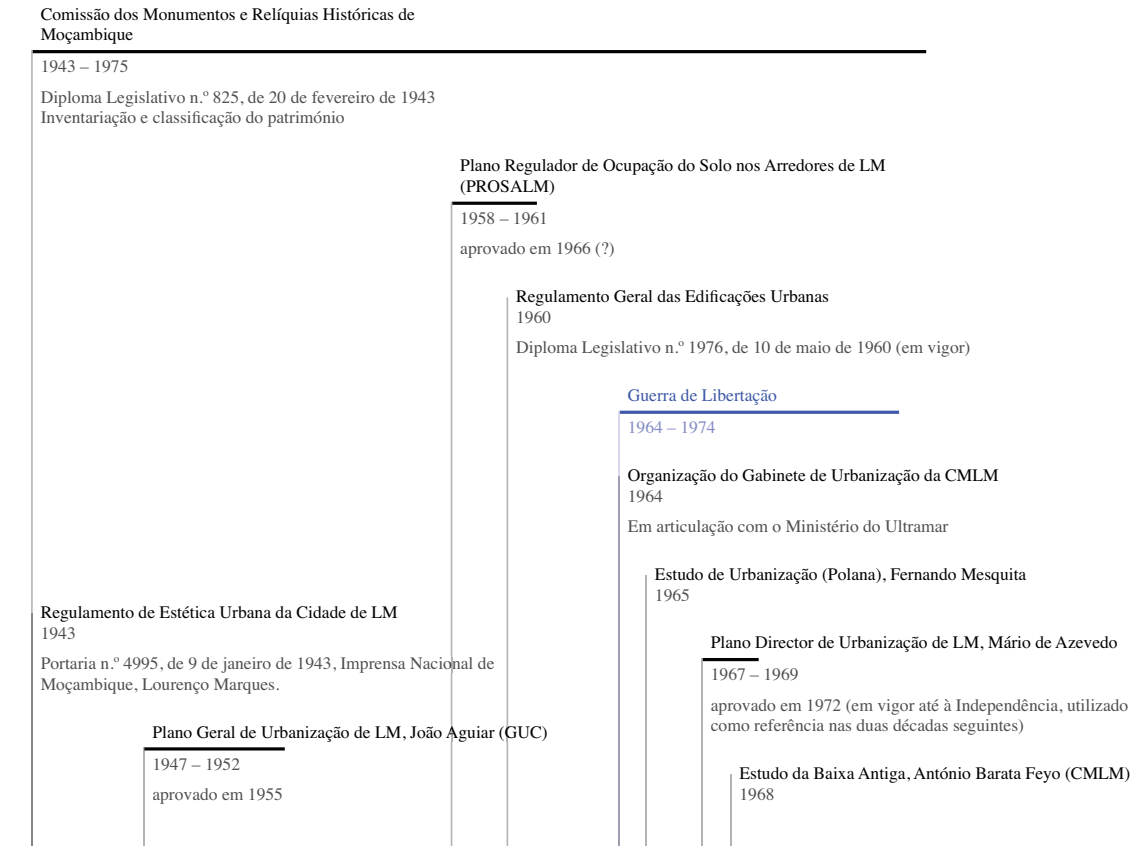 Comissão dos Monumentos e Relíquias Históricas de
Moçambique
1943 – 1975
Diploma Legislativo n.º 825, de 20 de fevereiro de 1943
Inventariação e classificação do património
Plano Regulador de Ocupação do Solo nos Arredores de LM
(PROSALM)
1958 – 1961
aprovado em 1966 (?)
Regulamento Geral das Edificações Urbanas
1960
Diploma Legislativo n.º 1976, de 10 de maio de 1960 (em vigor)
Guerra de Libertação
1964 – 1974
Organização do Gabinete de Urbanização da CMLM
1964
Em articulação com o Ministério do Ultramar
Estudo de Urbanização (Polana), Fernando Mesquita
1965
Regulamento de Estética Urbana da Cidade de LM
1943
Portaria n.º 4995, de 9 de janeiro de 1943, Imprensa Nacional de
Moçambique, Lourenço Marques.
Plano Director de Urbanização de LM, Mário de Azevedo
1967 – 1969
aprovado em 1972 (em vigor até à Independência, utilizado
como referência nas duas décadas seguintes)
Plano Geral de Urbanização de LM, João Aguiar (GUC)
1947 – 1952
aprovado em 1955
Estudo da Baixa Antiga, António Barata Feyo (CMLM)
1968